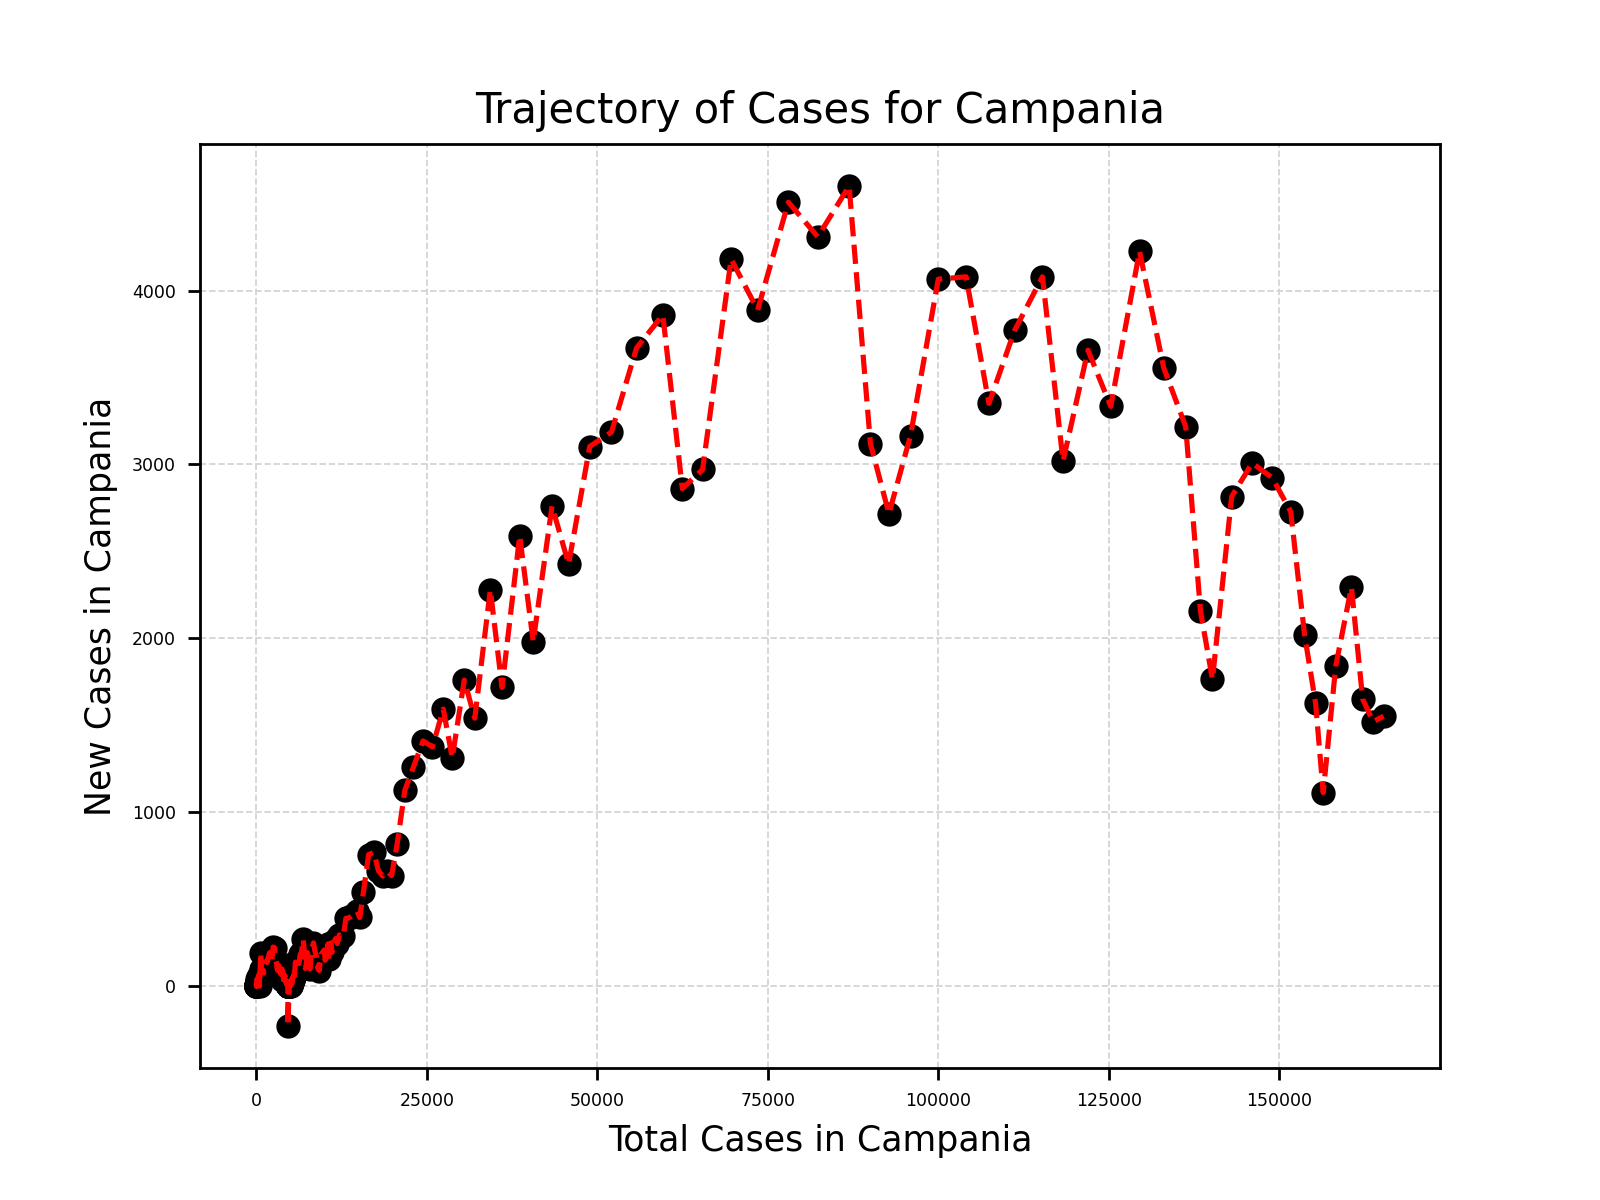 Trajectory of Cases for Campania
New Cases in Campania
4000
3000
2000
1000
0
0 25000 50000 75000 100000 125000 150000
Total Cases in Campania